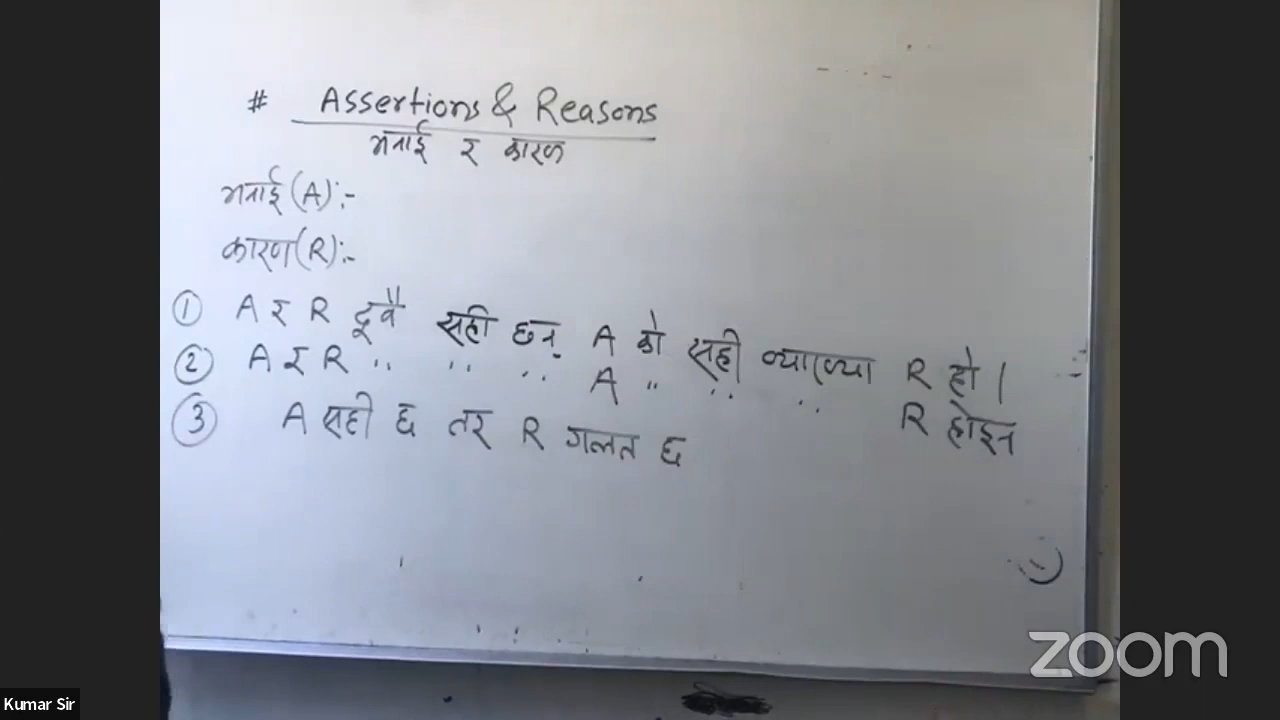 # Assertions & Reasons
भनाई र कारण
भनाई (A):-
कारण (R):-
① A र R दूवै सही छन् A को सही व्याख्या R हो।
② A र R ,, ,, ,, A ,, ,, ,, R होइन
③ A सही छ तर R गलत छ
zoom
Kumar Sir